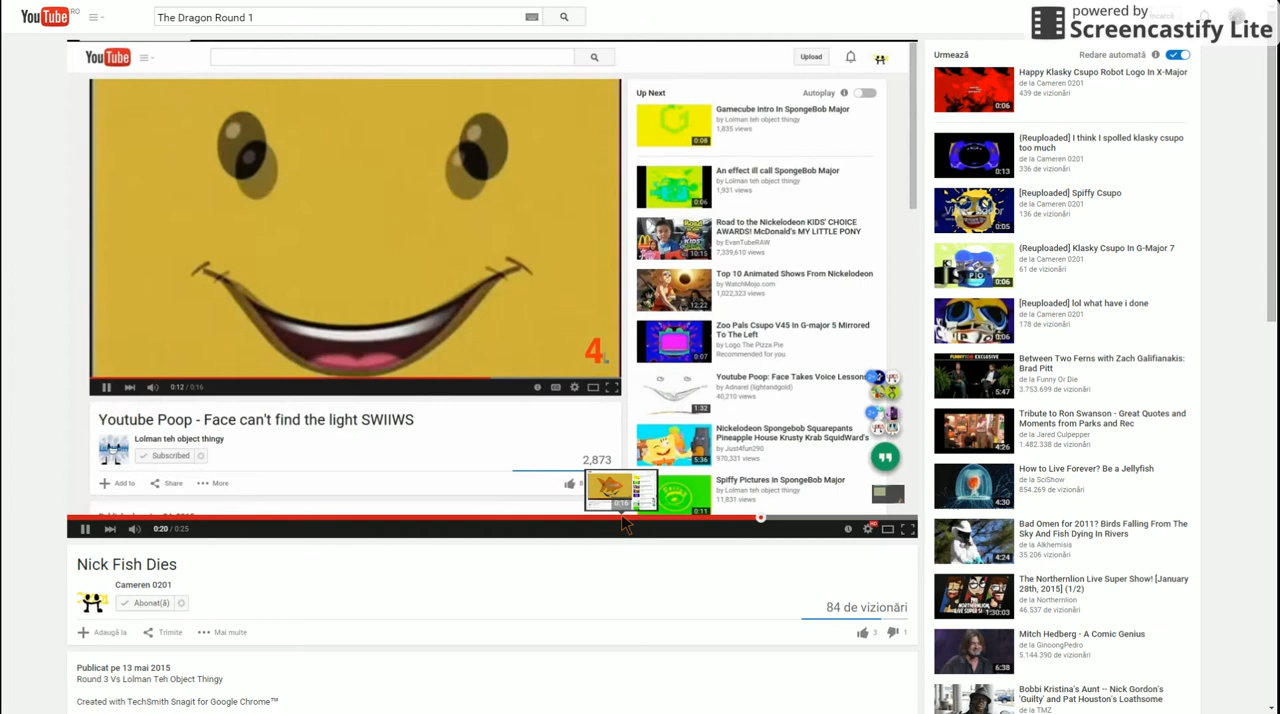 YouTube RO
The Dragon Round 1
powered by
Screencastify Lite
YouTube
Upload
Up Next
Autoplay
Gamecube intro In SpongeBob Major
by Lolman teh object thingy
1,835 views
0:08
An effect ill call SpongeBob Major
by Lolman teh object thingy
1,931 views
0:06
Road to the Nickelodeon KIDS' CHOICE
AWARDS! McDonald's MY LITTLE PONY
by EvanTubeRAW
7,339,610 views
10:15
Top 10 Animated Shows From Nickelodeon
by WatchMojo.com
1,022,323 views
12:22
Zoo Pals Csupo V45 In G-major 5 Mirrored
To The Left
by Logo The Pizza Pie
Recommended for you
0:07
Youtube Poop: Face Takes Voice Lessons
by Adnarel (lightandgold)
40,210 views
1:32
Nickelodeon Spongebob Squarepants
Pineapple House Krusty Krab SquidWard's
by Just4fun290
970,331 views
5:36
Spiffy Pictures in SpongeBob Major
by Lolman teh object thingy
11,831 views
0:11
4
0:12 / 0:16
Youtube Poop - Face can't find the light SWIIWS
Lolman teh object thingy
Subscribed
2,873
Add to
Share
More
0:16
0:20 / 0:25
Nick Fish Dies
Cameren 0201
Abonat(ă)
84 de vizionări
Adaugă la
Trimite
Mai multe
3
1
Publicat pe 13 mai 2015
Round 3 Vs Lolman Teh Object Thingy
Created with TechSmith Snagit for Google Chrome™
Urmează
Redare automată
Happy Klasky Csupo Robot Logo In X-Major
de la Cameren 0201
439 de vizionări
0:06
(Reuploaded] I think I spolled klasky csupo
too much
de la Cameren 0201
336 de vizionări
0:13
[Reuploaded] Spiffy Csupo
de la Cameren 0201
136 de vizionări
0:05
(Reuploaded] Klasky Csupo In G-Major 7
de la Cameren 0201
61 de vizionări
0:06
[Reuploaded] lol what have i done
de la Cameren 0201
178 de vizionări
Between Two Ferns with Zach Galifianakis:
Brad Pitt
de la Funny Or Die
3.753.699 de vizionări
5:47
Tribute to Ron Swanson - Great Quotes and
Moments from Parks and Rec
de la Jared Culpepper
1.482.338 de vizionări
4:26
How to Live Forever? Be a Jellyfish
de la SciShow
854.269 de vizionări
4:30
Bad Omen for 2011? Birds Falling From The
Sky And Fish Dying In Rivers
de la Alkhemisis
35.206 de vizionări
4:24
The Northernlion Live Super Show! [January
28th, 2015] (1/2)
de la Northernlion
46.537 de vizionări
1:30:03
Mitch Hedberg - A Comic Genius
de la GinoongPedro
5.144.390 de vizionări
6:38
Bobbi Kristina's Aunt -- Nick Gordon's
'Guilty' and Pat Houston's Loathsome
de la TMZ